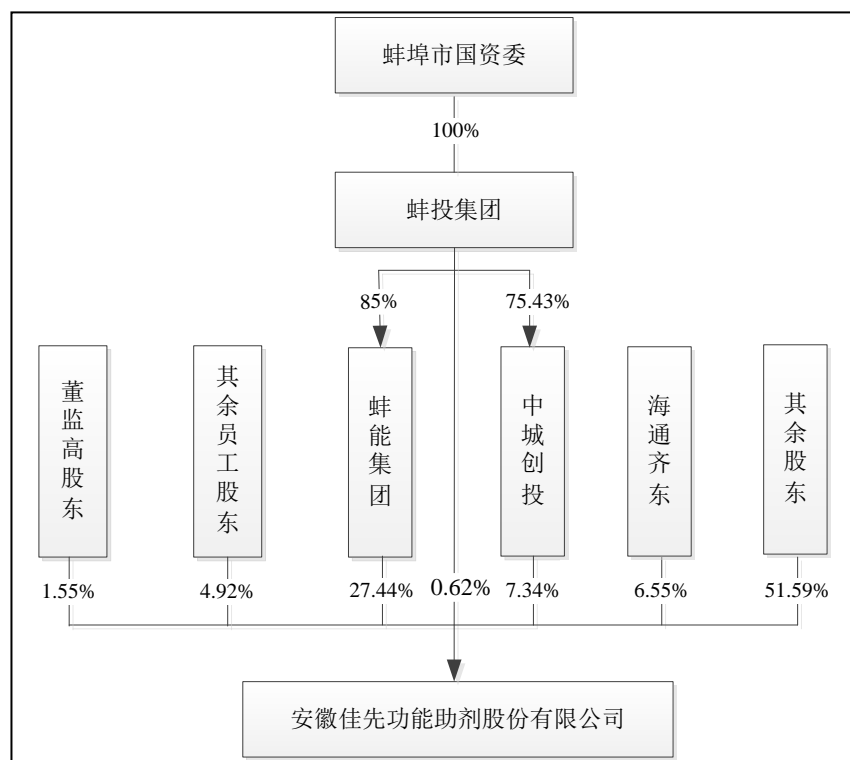 蚌埠市国资委
100%
蚌投集团
85%
75.43%
董监高股东
其余员工股东
蚌能集团
中城创投
海通齐东
其余股东
1.55%
4.92%
27.44%
0.62%
7.34%
6.55%
51.59%
安徽佳先功能助剂股份有限公司